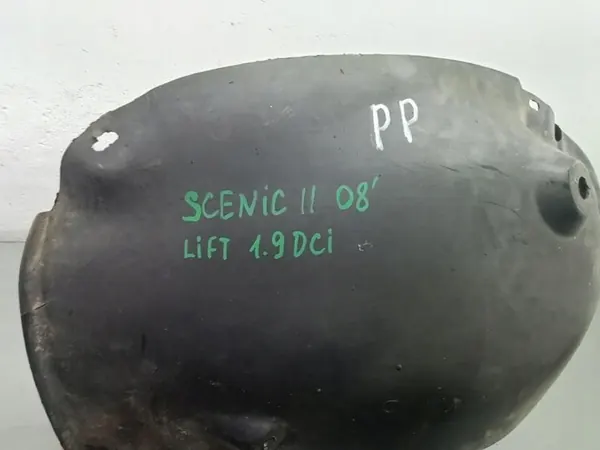 PP
SCENiC II 08'
LiFT 1.9 DCi